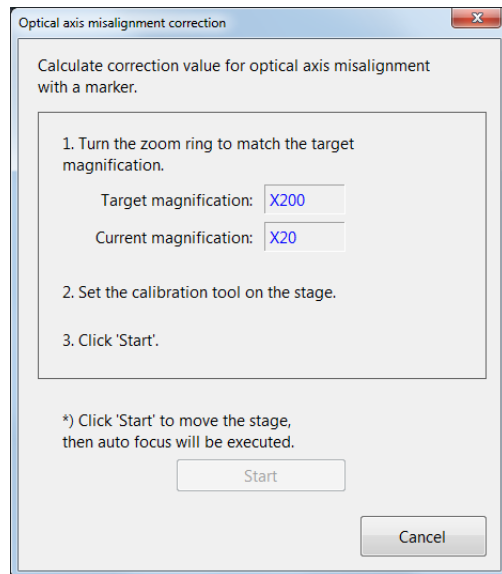 Optical axis misalignment correction
Calculate correction value for optical axis misalignment
with a marker.
1. Turn the zoom ring to match the target
magnification.
Target magnification: X200
Current magnification: X20
2. Set the calibration tool on the stage.
3. Click 'Start'.
*) Click 'Start' to move the stage,
then auto focus will be executed.
Start
Cancel